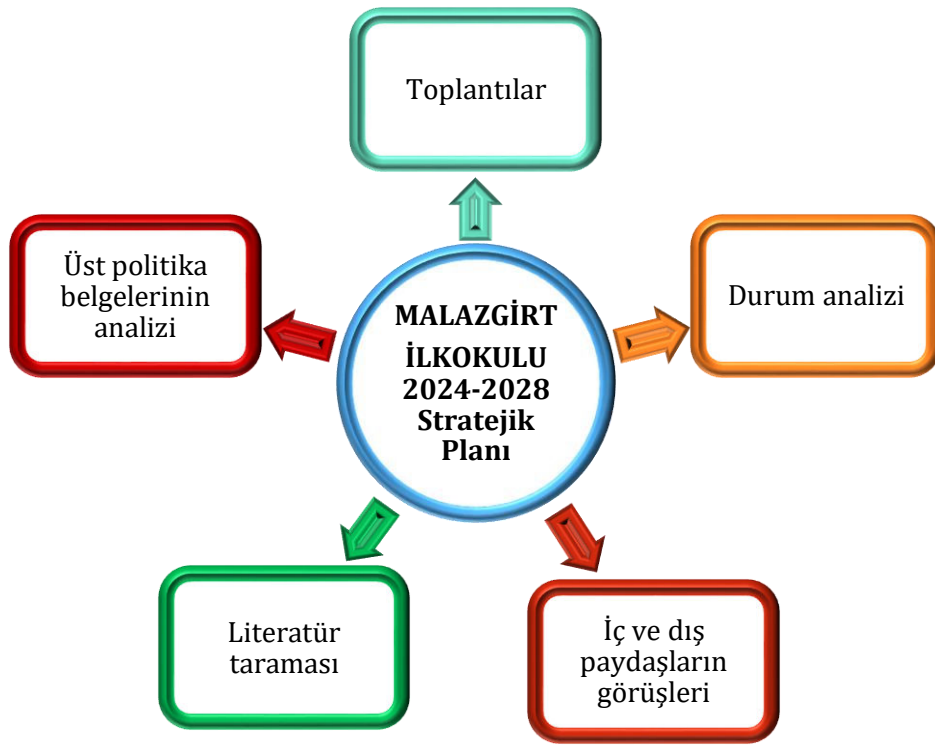 Toplantılar
Üst politika
belgelerinin
analizi
Durum analizi
MALAZGİRT
İLKOKULU
2024-2028
Stratejik
Planı
Literatür
taraması
İç ve dış
paydaşların
görüşleri